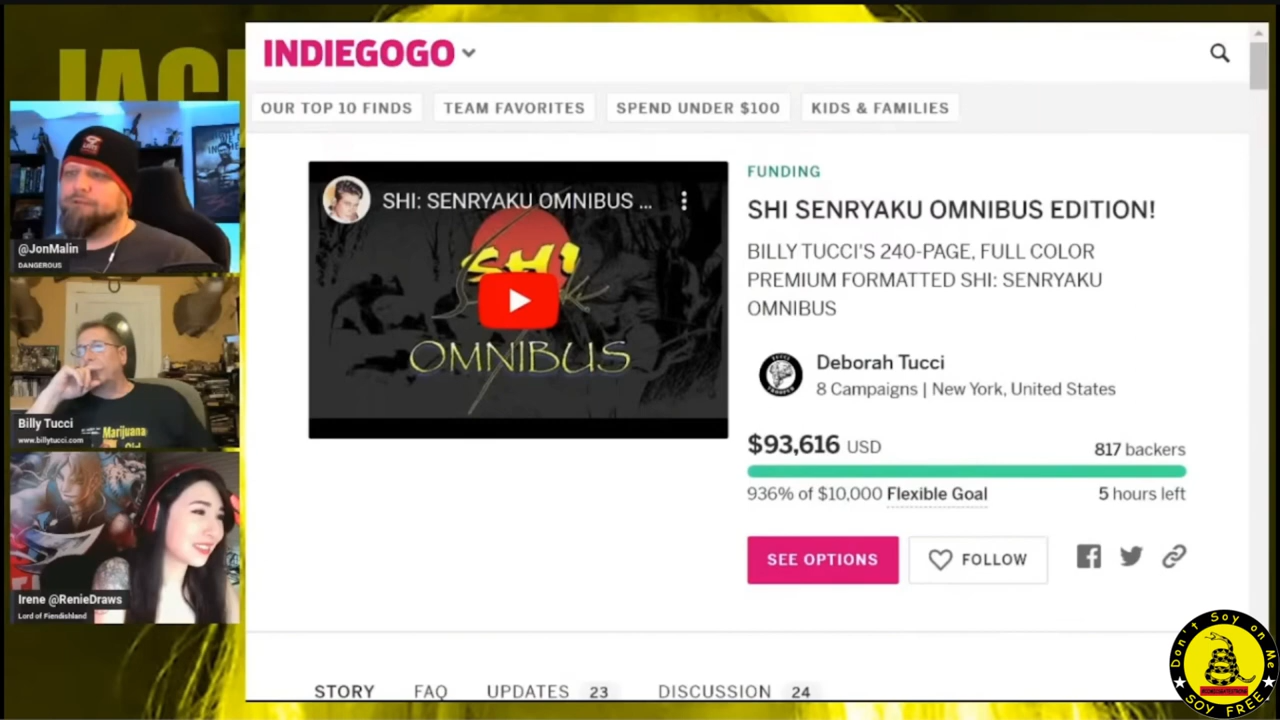 JACK
@JonMalin
DANGEROUS
Billy Tucci
www.billytucci.com
Marijuana
Irene @RenieDraws
Lord of Fiendishland
INDIEGOGO
OUR TOP 10 FINDS
TEAM FAVORITES
SPEND UNDER $100
KIDS & FAMILIES
SHI: SENRYAKU OMNIBUS ...
SHI
OMNIBUS
FUNDING
SHI SENRYAKU OMNIBUS EDITION!
BILLY TUCCI'S 240-PAGE, FULL COLOR
PREMIUM FORMATTED SHI: SENRYAKU
OMNIBUS
Deborah Tucci
8 Campaigns | New York, United States
$93,616 USD
817 backers
936% of $10,000 Flexible Goal
5 hours left
SEE OPTIONS
FOLLOW
STORY
FAQ
UPDATES 23
DISCUSSION 24
Don't Soy on Me
SOY FREE